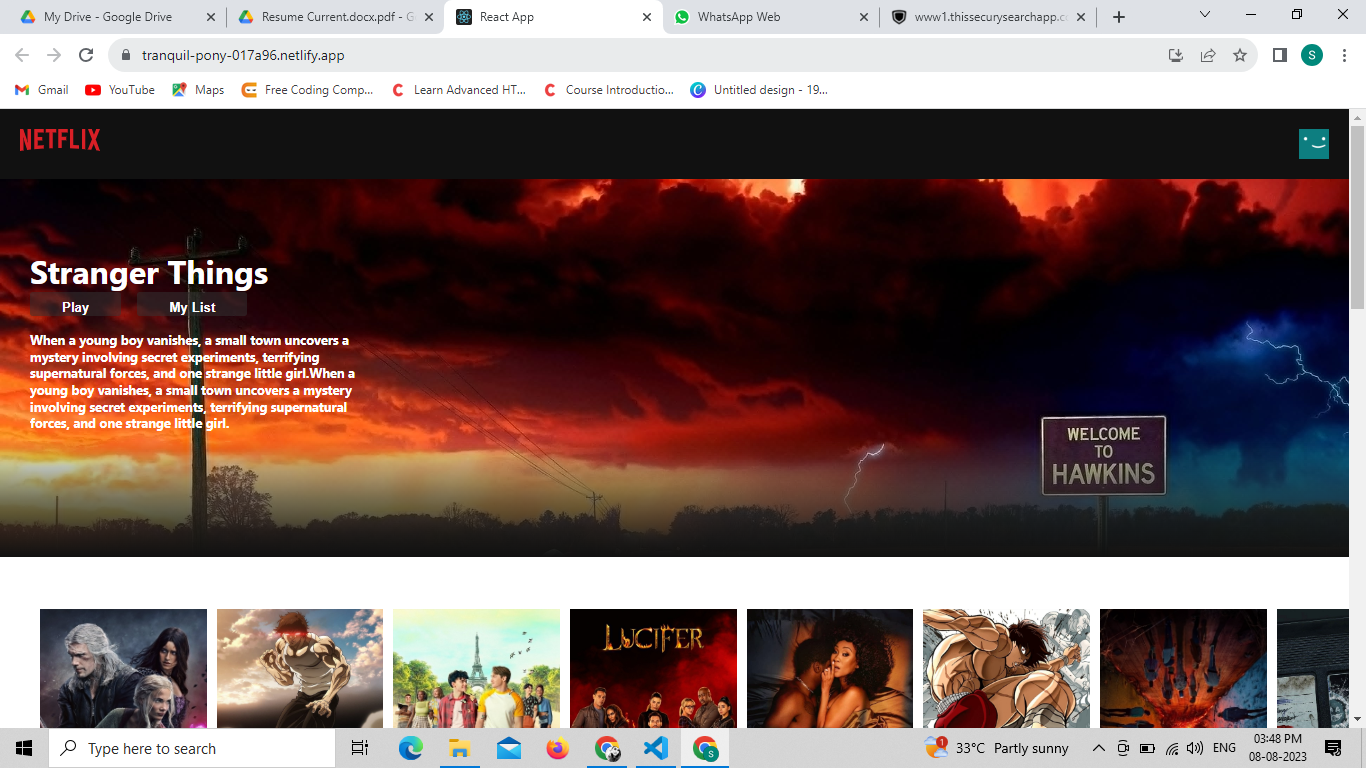 My Drive - Google Drive
Resume Current.docx.pdf - G
React App
WhatsApp Web
www1.thissecurysearchapp.c
tranquil-pony-017a96.netlify.app
S
Gmail
YouTube
Maps
Free Coding Comp...
Learn Advanced HT...
Course Introductio...
Untitled design - 19...
NETFLIX
Stranger Things
Play
My List
When a young boy vanishes, a small town uncovers a
mystery involving secret experiments, terrifying
supernatural forces, and one strange little girl.When a
young boy vanishes, a small town uncovers a mystery
involving secret experiments, terrifying supernatural
forces, and one strange little girl.
WELCOME
TO
HAWKINS
LUCIFER
Type here to search
S
1
33°C Partly sunny
ENG
03:48 PM
08-08-2023